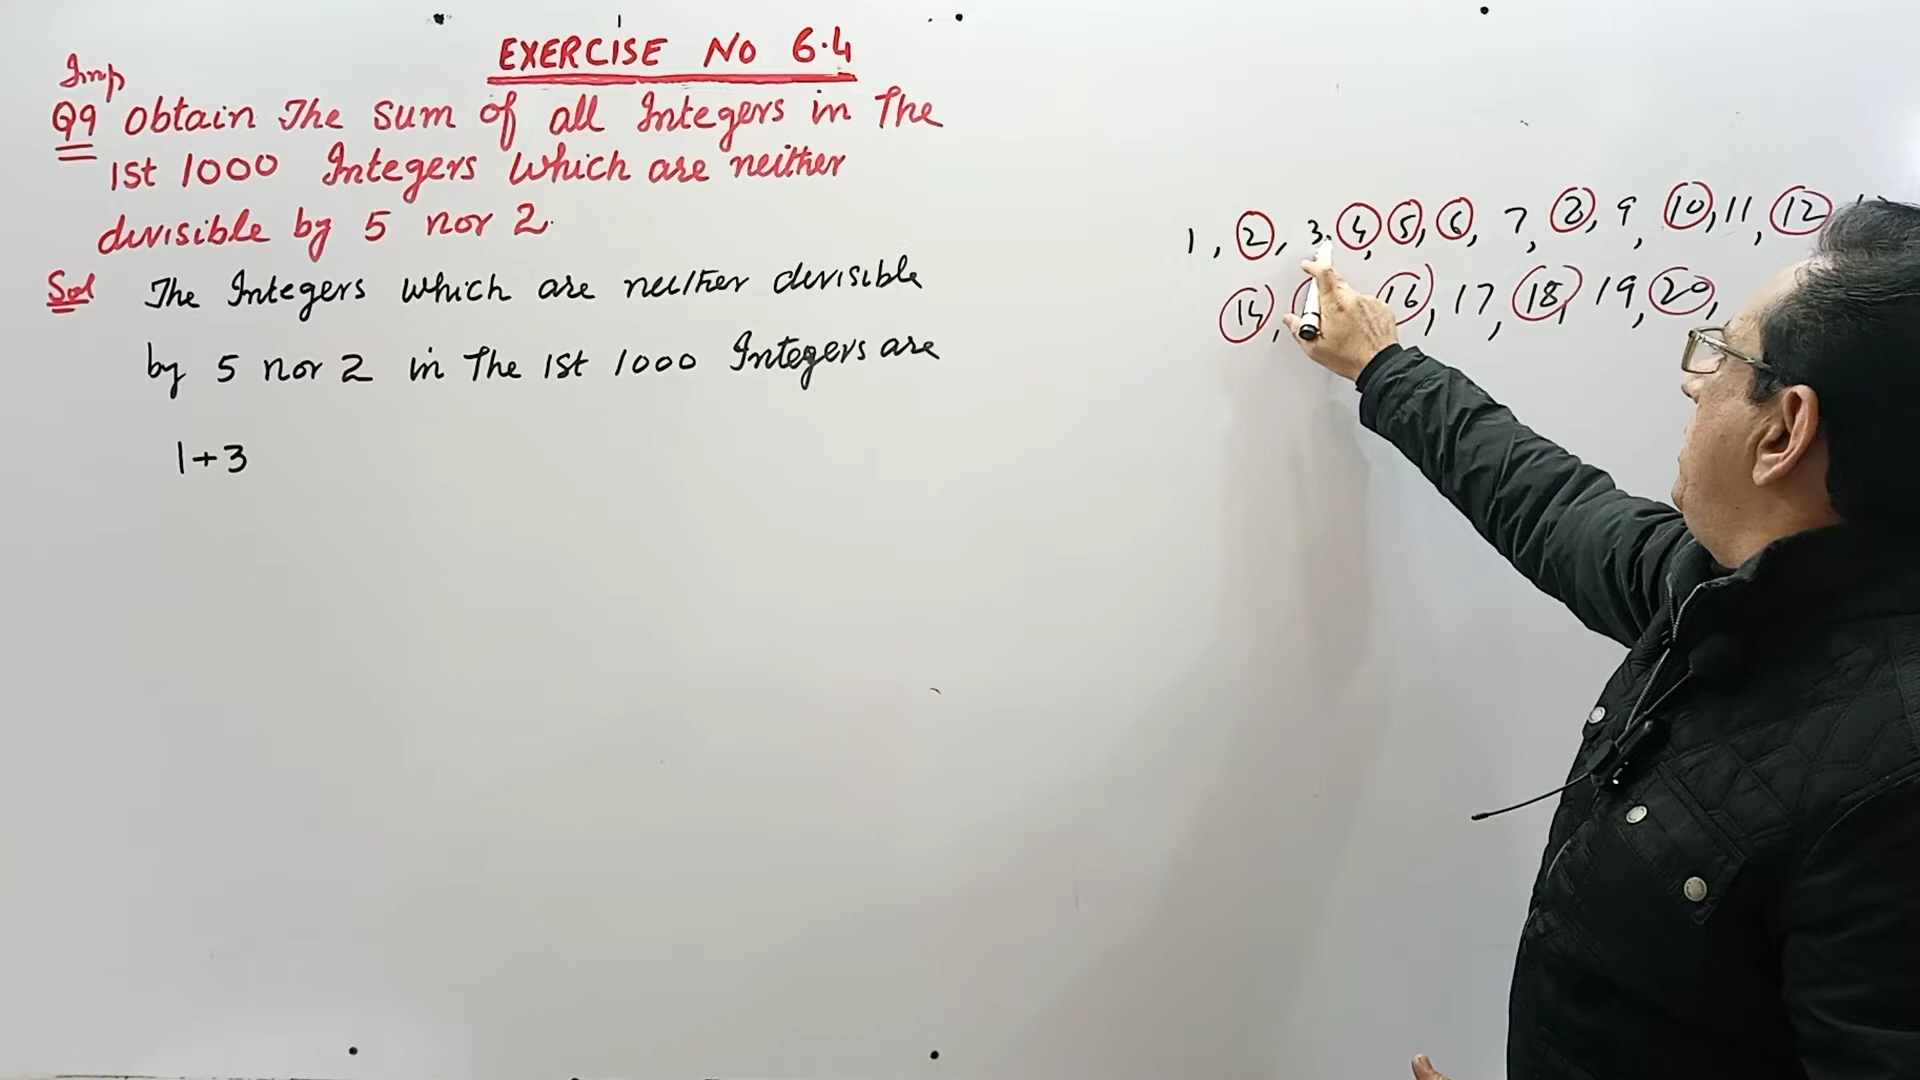 EXERCISE NO 6.4
Imp
Q9 obtain The sum of all Integers in The
1st 1000 Integers which are neither
divisible by 5 nor 2.
Sol The Integers which are neither divisible
by 5 nor 2 in The 1st 1000 Integers are
1+3
1, 2, 3, 4, 5, 6, 7, 8, 9, 10, 11, 12
14, 16, 17, 18, 19, 20,